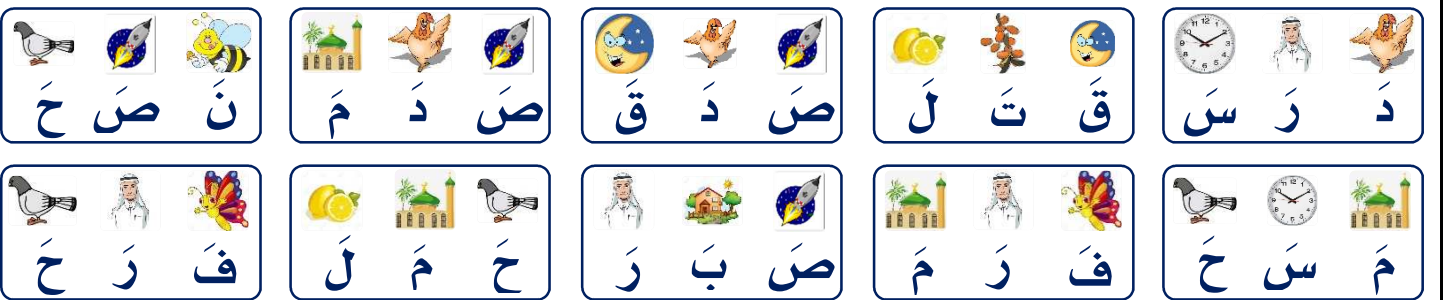 دَ رَ سَ
قَ تَ لَ
صَ دَ قَ
صَ دَ مَ
نَ صَ حَ
مَ سَ حَ
فَ رَ مَ
صَ بَ رَ
حَ مَ لَ
فَ رَ حَ